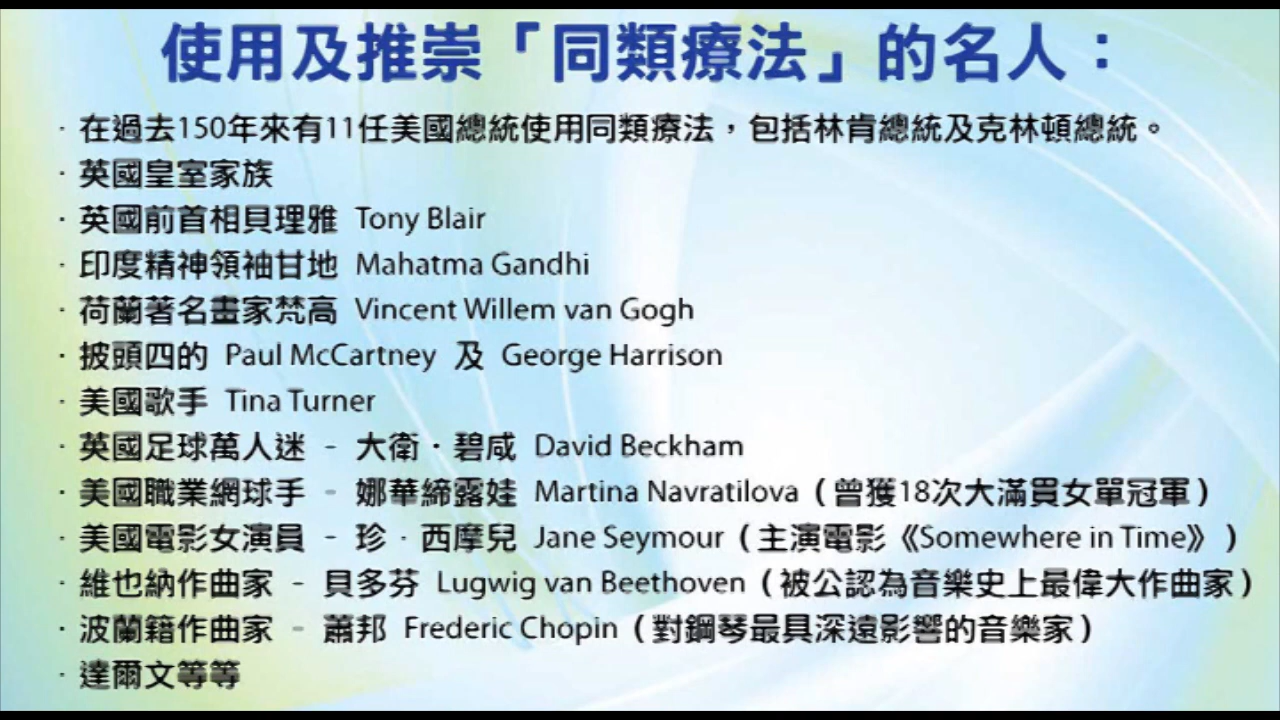 使用及推崇「同類療法」的名人：
· 在過去150年來有11任美國總統使用同類療法，包括林肯總統及克林頓總統。
· 英國皇室家族
· 英國前首相貝理雅 Tony Blair
· 印度精神領袖甘地 Mahatma Gandhi
· 荷蘭著名畫家梵高 Vincent Willem van Gogh
· 披頭四的 Paul McCartney 及 George Harrison
· 美國歌手 Tina Turner
· 英國足球萬人迷 - 大衛·碧咸 David Beckham
· 美國職業網球手 - 娜華締露娃 Martina Navratilova（曾獲18次大滿買女單冠軍）
· 美國電影女演員 - 珍·西摩兒 Jane Seymour（主演電影《Somewhere in Time》）
· 維也納作曲家 - 貝多芬 Lugwig van Beethoven（被公認為音樂史上最偉大作曲家）
· 波蘭籍作曲家 - 蕭邦 Frederic Chopin（對鋼琴最具深遠影響的音樂家）
· 達爾文等等